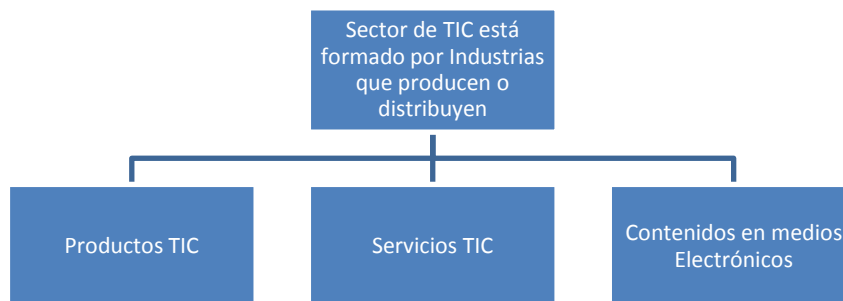 Sector de TIC está
formado por Industrias
que producen o
distribuyen
Productos TIC
Servicios TIC
Contenidos en medios
Electrónicos